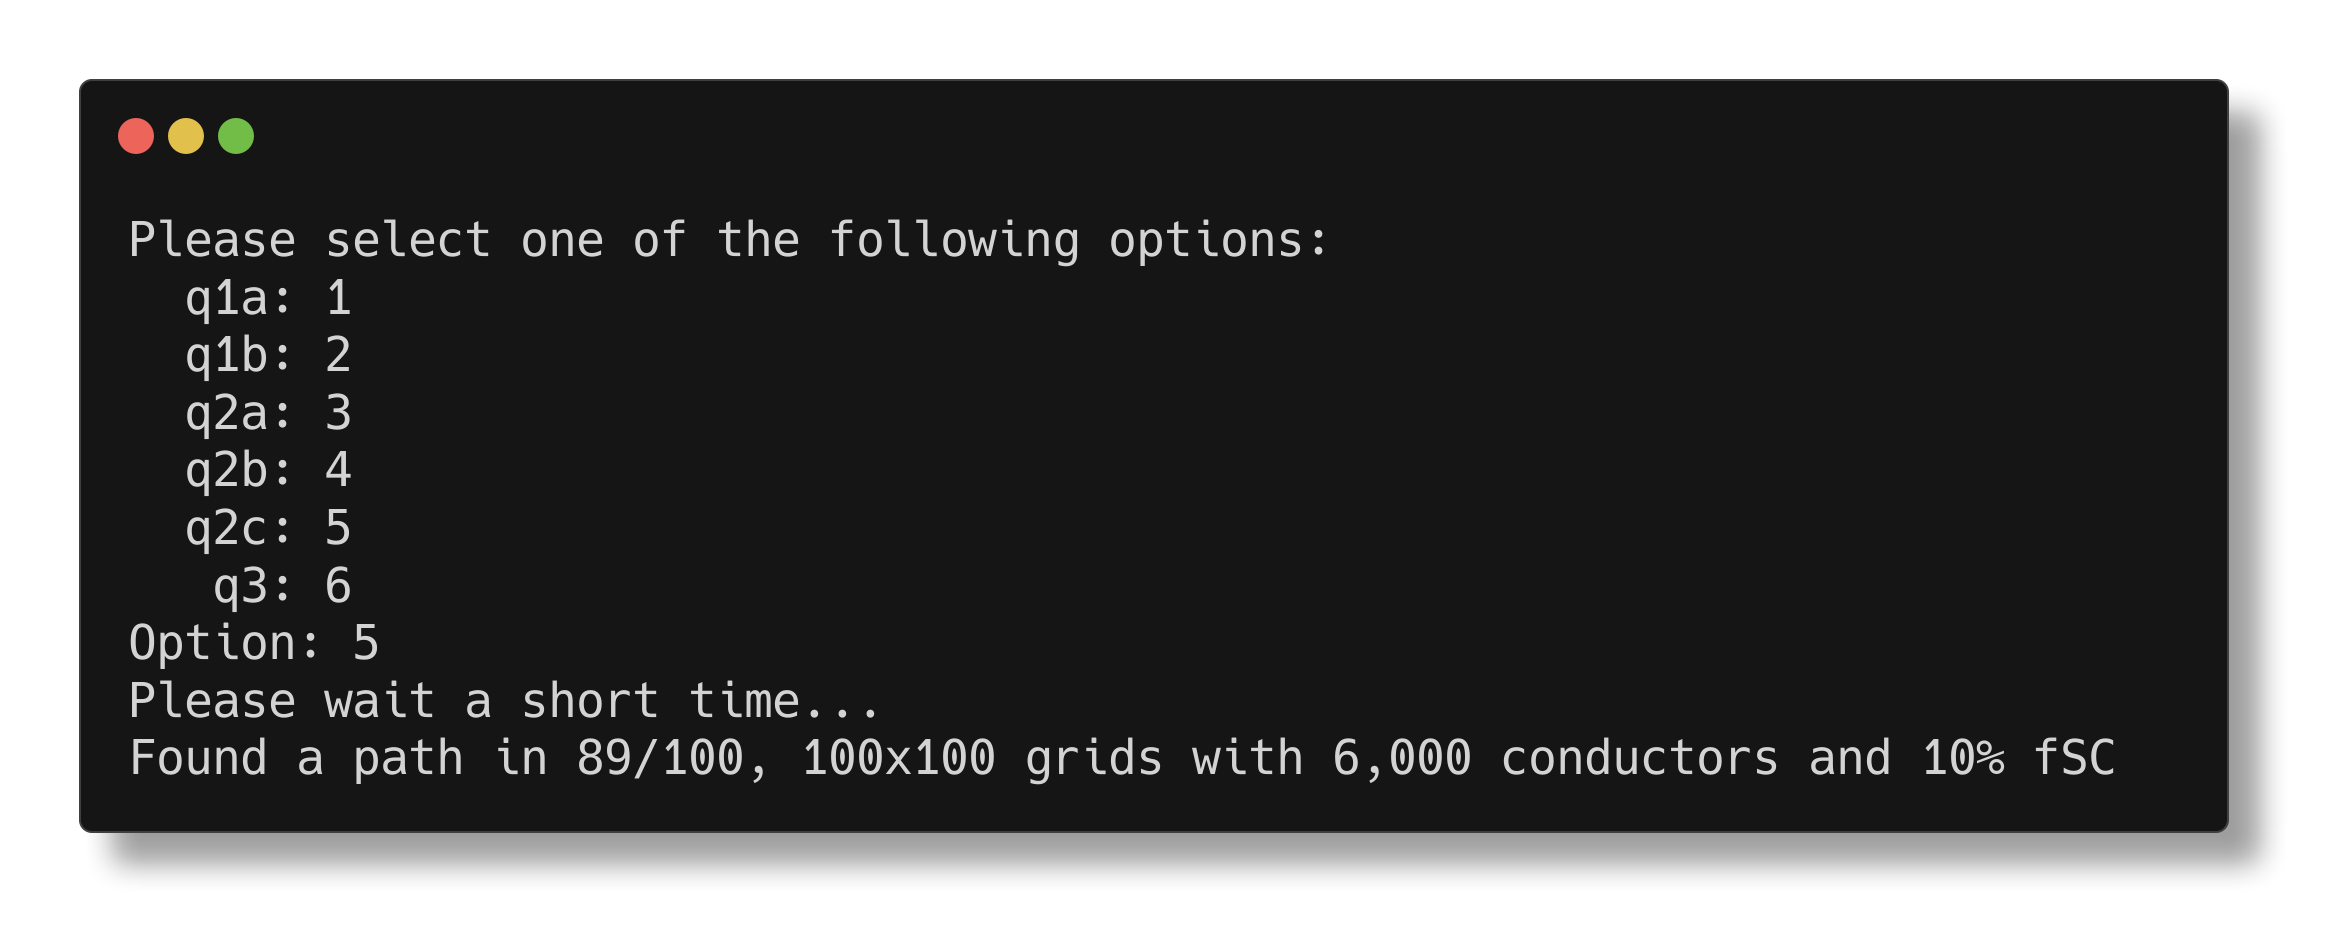 Please select one of the following options:
  q1a: 1
  q1b: 2
  q2a: 3
  q2b: 4
  q2c: 5
   q3: 6
Option: 5
Please wait a short time...
Found a path in 89/100, 100x100 grids with 6,000 conductors and 10% fSC